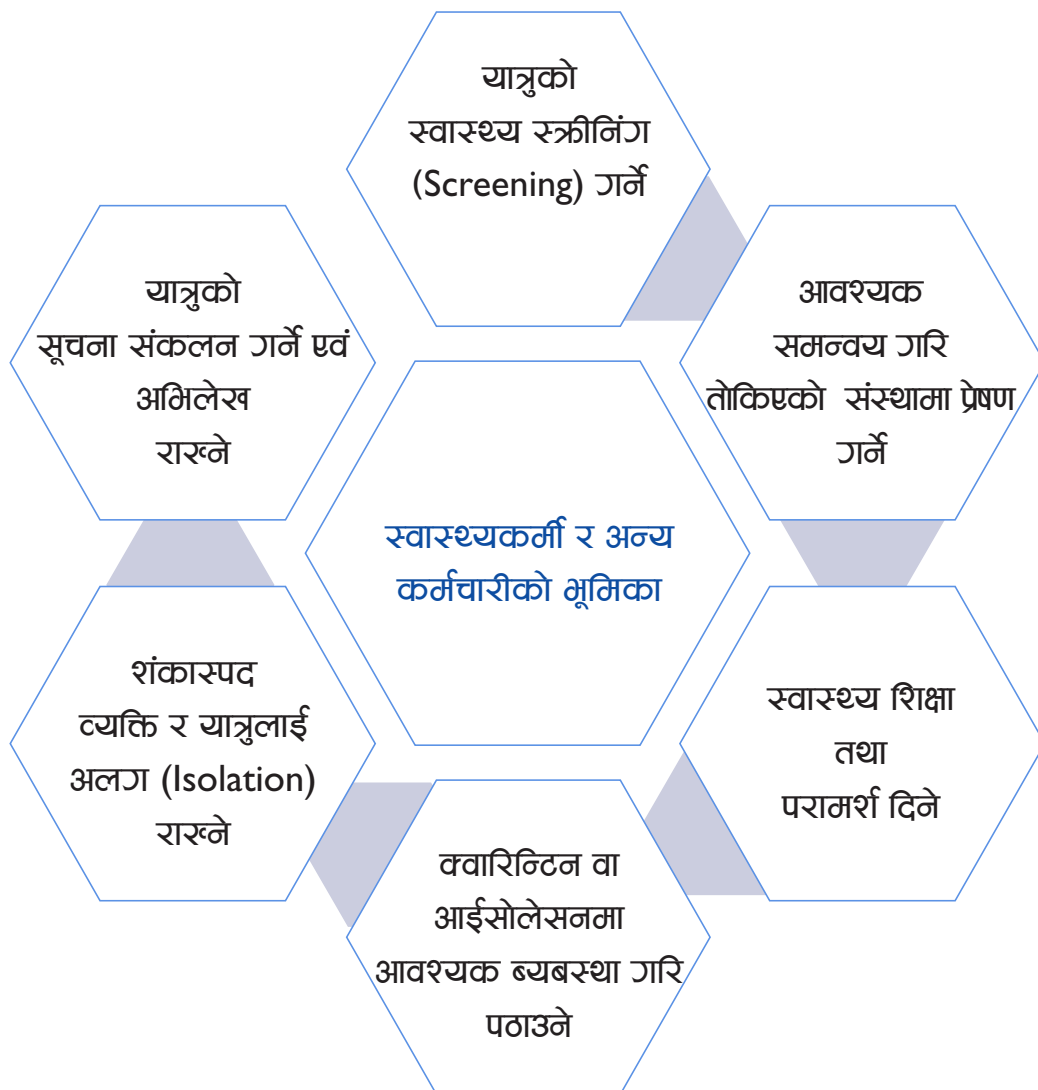 यात्रुको
स्वास्थ्य स्क्रीनिंग
(Screening) गर्ने
आवश्यक
समन्वय गरि
तोकिएको संस्थामा प्रेषण
गर्ने
स्वास्थ्य शिक्षा
तथा
परामर्श दिने
क्वारिन्टिन वा
आईसोलेसनमा
आवश्यक ब्यबस्था गरि
पठाउने
शंकास्पद
व्यक्ति र यात्रुलाई
अलग (Isolation)
राख्ने
यात्रुको
सूचना संकलन गर्ने एवं
अभिलेख
राख्ने
स्वास्थ्यकर्मी र अन्य
कर्मचारीको भूमिका